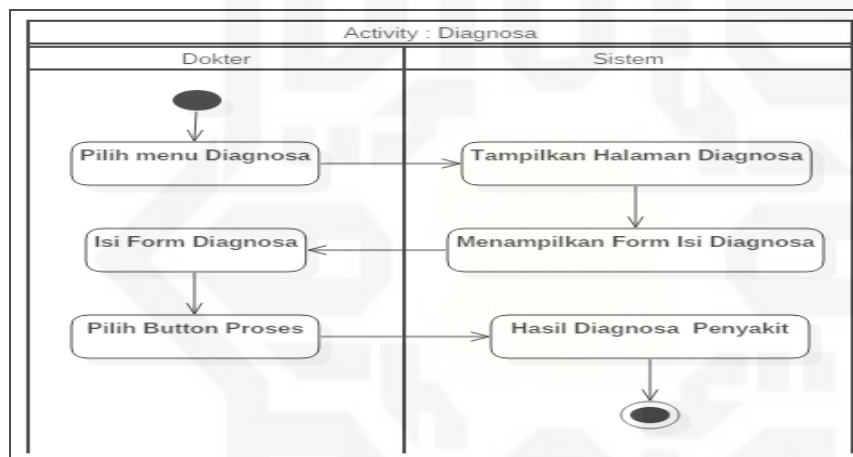 Activity : Diagnosa
Dokter
Sistem
Pilih menu Diagnosa
Tampilkan Halaman Diagnosa
Isi Form Diagnosa
Menampilkan Form Isi Diagnosa
Pilih Button Proses
Hasil Diagnosa  Penyakit